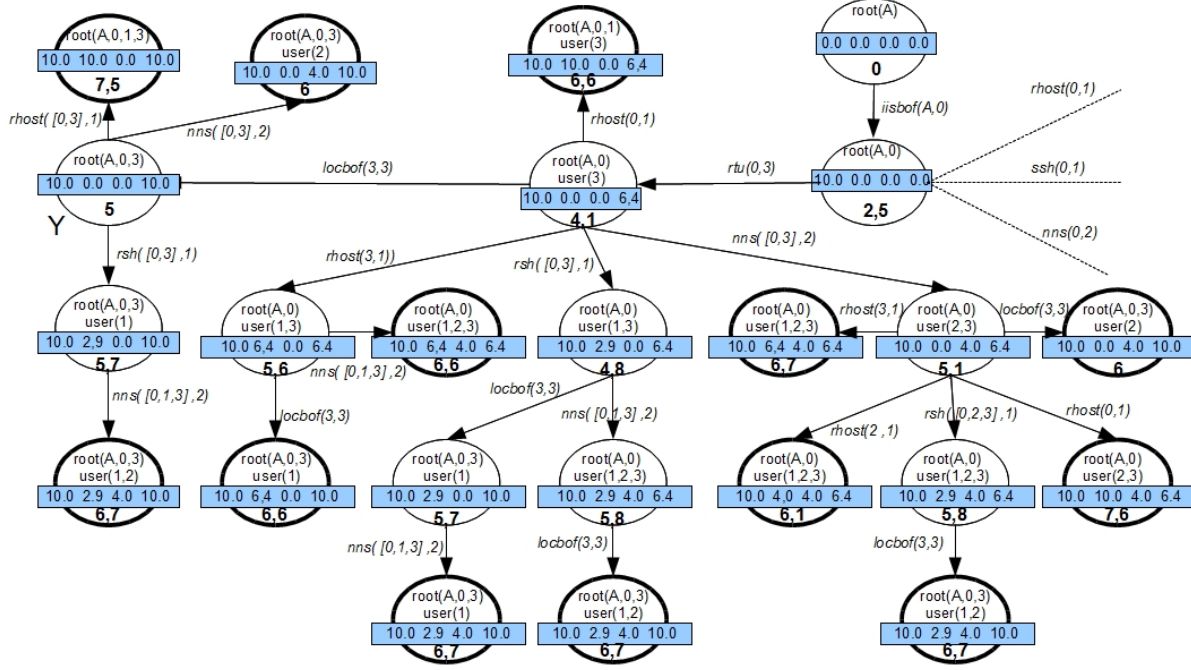 root(A,0,1,3)
10.0 10.0 0.0 10.0
7,5
root(A,0,3)
user(2)
10.0 0.0 4.0 10.0
6
root(A,0,1)
user(3)
10.0 10.0 0.0 6,4
6,6
root(A)
0.0 0.0 0.0 0.0
0
rhost( [0,3] ,1)
nns( [0,3] ,2)
rhost(0,1)
iisbof(A,0)
rhost(0,1)
root(A,0,3)
10.0 0.0 0.0 10.0
5
Y
locbof(3,3)
root(A,0)
user(3)
10.0 0.0 0.0 6,4
4,1
rtu(0,3)
root(A,0)
10.0 0.0 0.0 0.0
2,5
ssh(0,1)
nns(0,2)
rsh( [0,3] ,1)
rhost(3,1))
rsh( [0,3] ,1)
nns( [0,3] ,2)
root(A,0,3)
user(1)
10.0 2,9 0.0 10.0
5,7
root(A,0)
user(1,3)
10.0 6,4 0.0 6.4
5,6
nns( [0,1,3] ,2)
root(A,0)
user(1,2,3)
10.0 6,4 4.0 6.4
6,6
root(A,0)
user(1,3)
10.0 2.9 0.0 6.4
4,8
root(A,0)
user(1,2,3)
10.0 6,4 4.0 6.4
6,7
rhost(3,1)
root(A,0)
user(2,3)
10.0 0.0 4.0 6.4
5,1
locbof(3,3)
root(A,0,3)
user(2)
10.0 0.0 4.0 10.0
6
nns( [0,1,3] ,2)
locbof(3,3)
locbof(3,3)
nns( [0,1,3] ,2)
rhost(2 ,1)
rsh( [0,2,3] ,1)
rhost(0,1)
root(A,0,3)
user(1,2)
10.0 2.9 4.0 10.0
6,7
root(A,0,3)
user(1)
10.0 6,4 0.0 10.0
6,6
root(A,0,3)
user(1)
10.0 2.9 0.0 10.0
5,7
root(A,0)
user(1,2,3)
10.0 2.9 4.0 6.4
5,8
root(A,0)
user(1,2,3)
10.0 4,0 4.0 6.4
6,1
root(A,0)
user(1,2,3)
10.0 2.9 4.0 6.4
5,8
root(A,0)
user(2,3)
10.0 10.0 4.0 6.4
7,6
nns( [0,1,3] ,2)
locbof(3,3)
locbof(3,3)
root(A,0,3)
user(1)
10.0 2.9 4.0 10.0
6,7
root(A,0,3)
user(1,2)
10.0 2.9 4.0 10.0
6,7
root(A,0,3)
user(1,2)
10.0 2.9 4.0 10.0
6,7